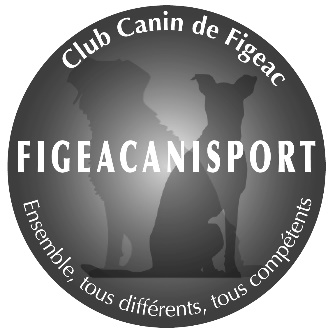 Club Canin de Figeac
FIGEACANISPORT
Ensemble, tous différents, tous compétents